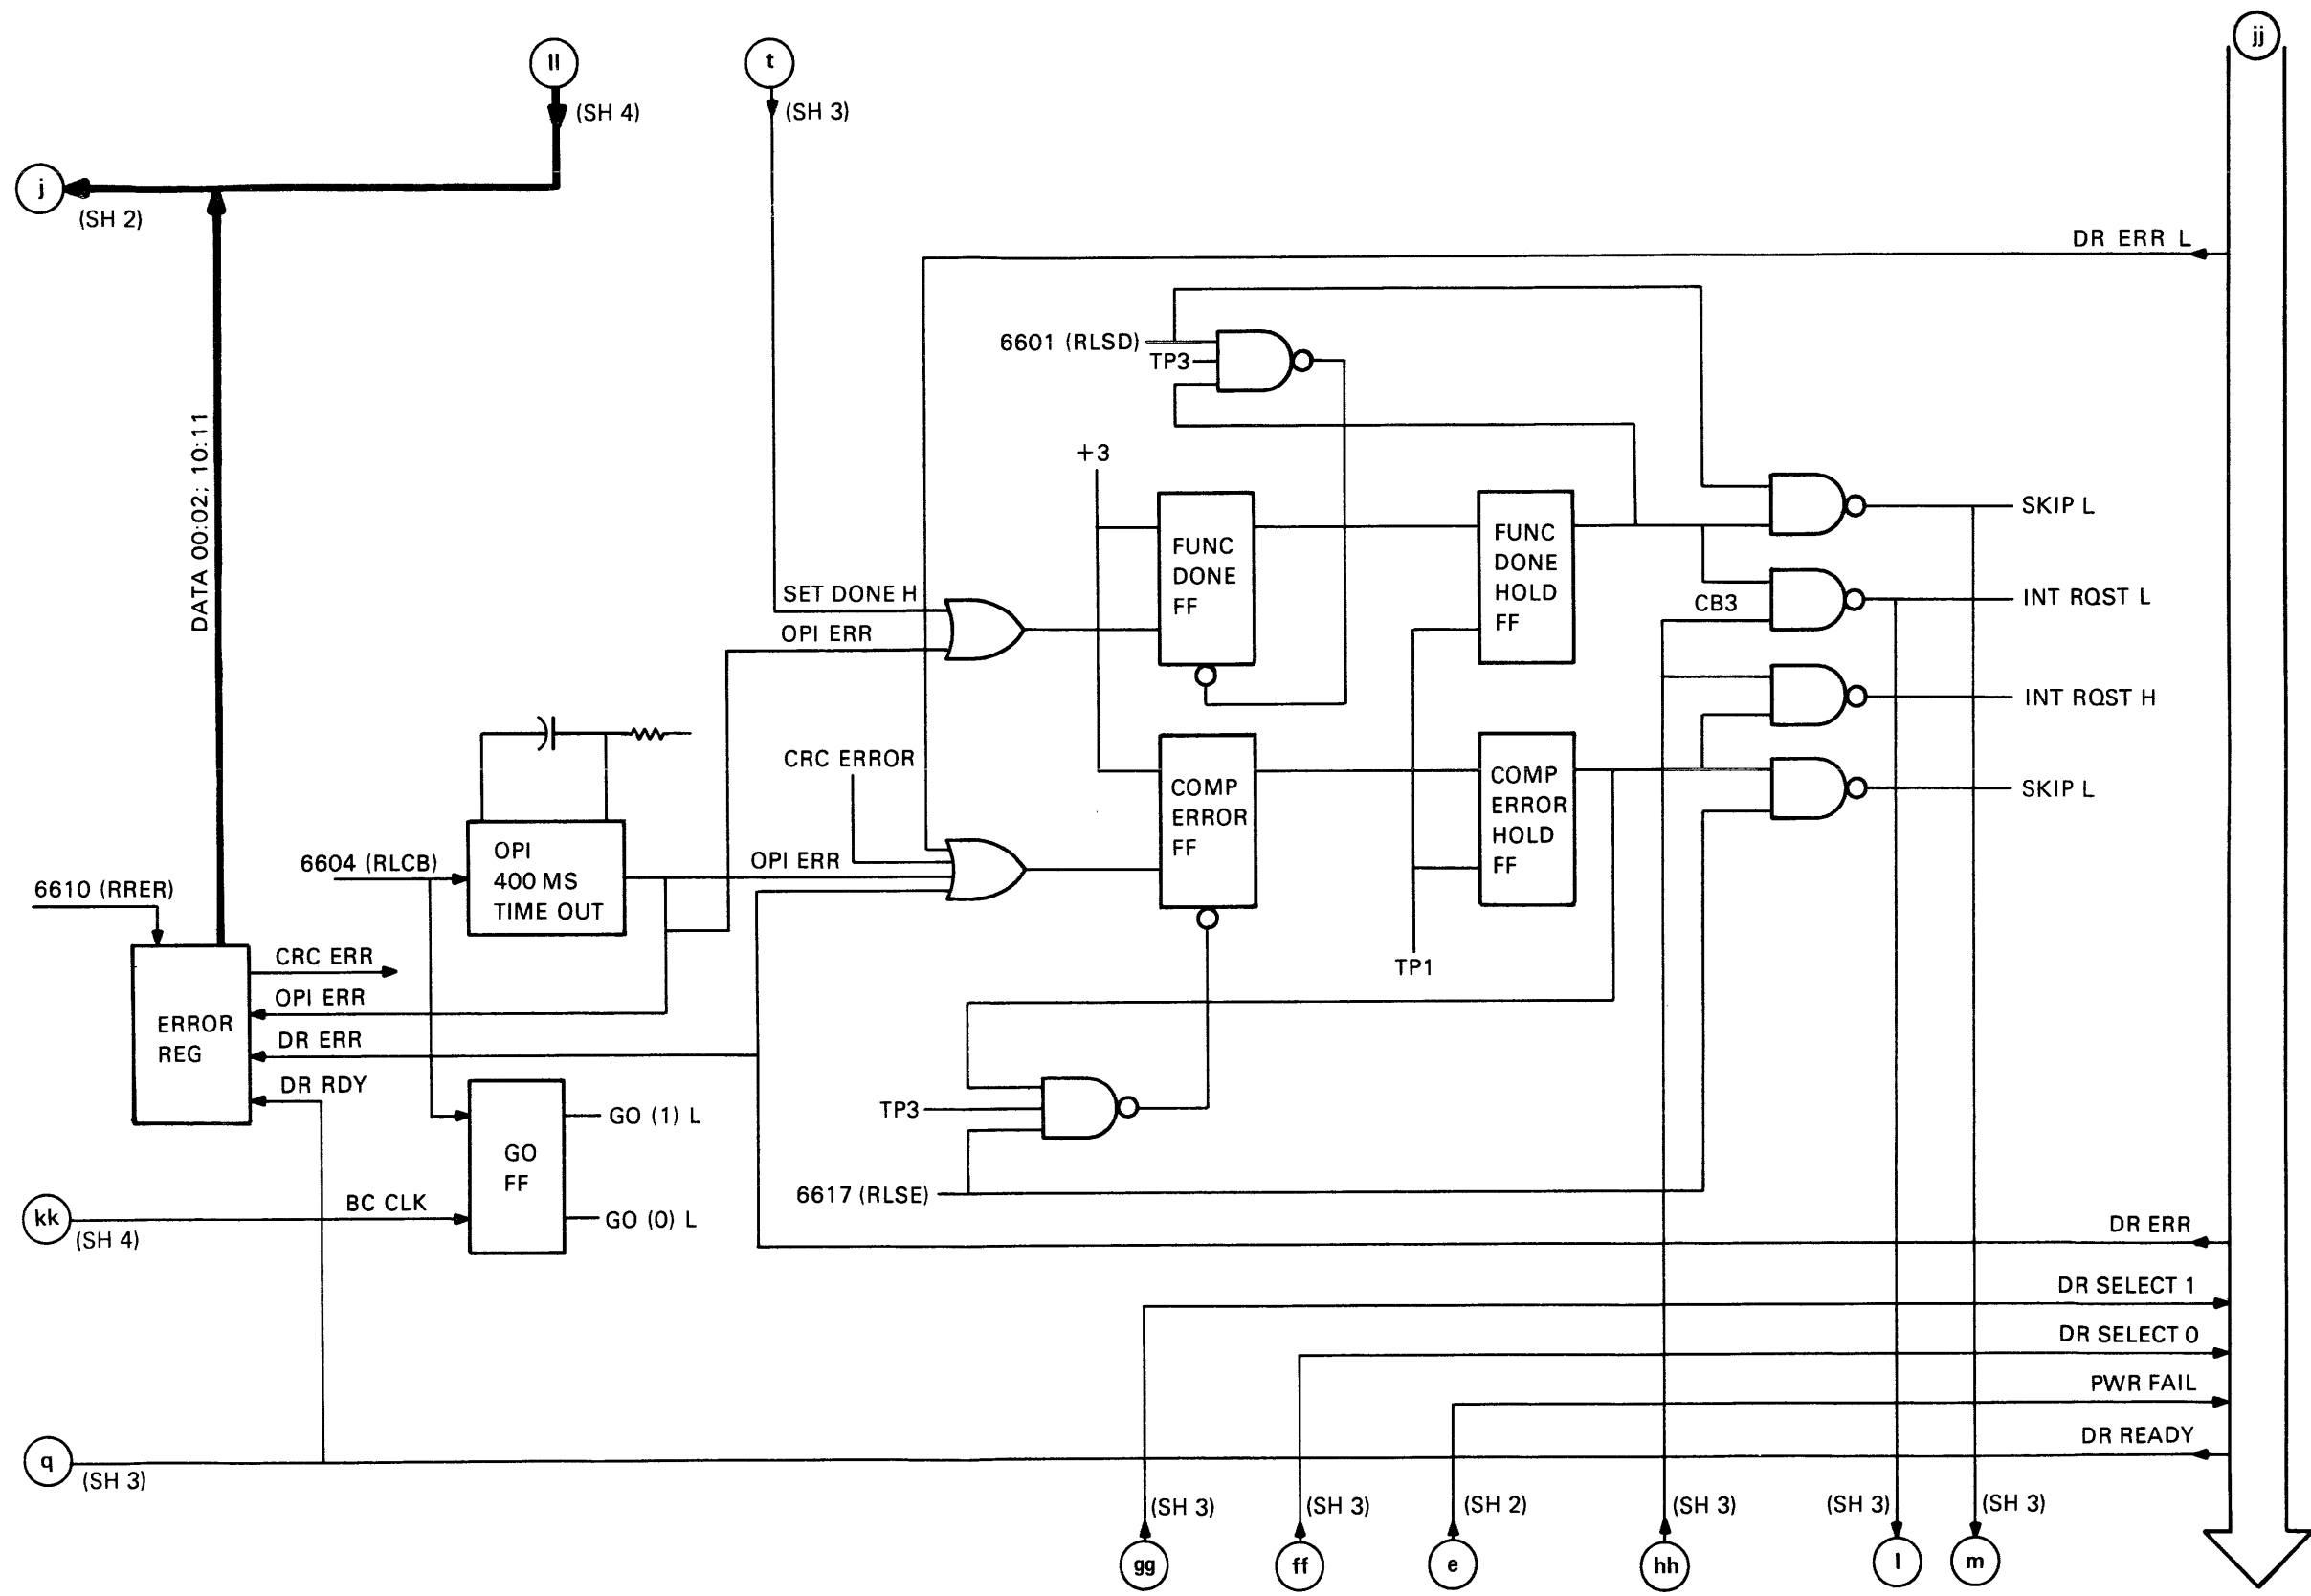 jj
ll
t
(SH 4)
(SH 3)
j
(SH 2)
DR ERR L
6601 (RLSD)
TP3
DATA 00:02; 10:11
+3
SKIP L
FUNC
DONE
FF
FUNC
DONE
HOLD
FF
SET DONE H
CB3
INT RQST L
OPI ERR
INT RQST H
CRC ERROR
COMP
ERROR
FF
COMP
ERROR
HOLD
FF
SKIP L
OPI
400 MS
TIME OUT
6604 (RLCB)
OPI ERR
6610 (RRER)
CRC ERR
TP1
OPI ERR
ERROR
REG
DR ERR
DR RDY
GO
FF
GO (1) L
TP3
6617 (RLSE)
kk
(SH 4)
BC CLK
GO (0) L
DR ERR
DR SELECT 1
DR SELECT 0
PWR FAIL
DR READY
q
(SH 3)
(SH 3)
(SH 3)
(SH 2)
(SH 3)
(SH 3)
(SH 3)
gg
ff
e
hh
l
m